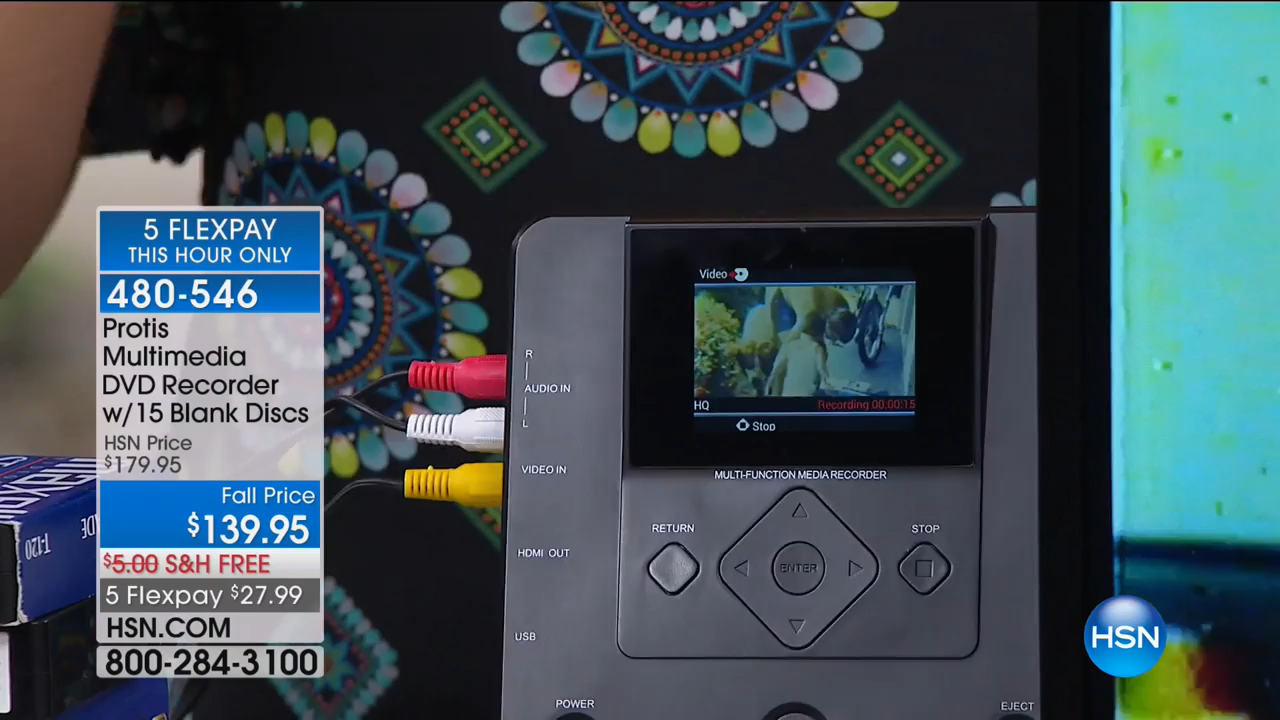 5 FLEXPAY
THIS HOUR ONLY
480-546
Protis
Multimedia
DVD Recorder
w/15 Blank Discs
HSN Price
$179.95
Fall Price
$139.95
$5.00 S&H FREE
5 Flexpay $27.99
HSN.COM
800-284-3100
T-120
Video
HQ
Recording 00:00:15
Stop
R
AUDIO IN
L
VIDEO IN
HDMI OUT
USB
MULTI-FUNCTION MEDIA RECORDER
RETURN
STOP
ENTER
POWER
EJECT
HSN